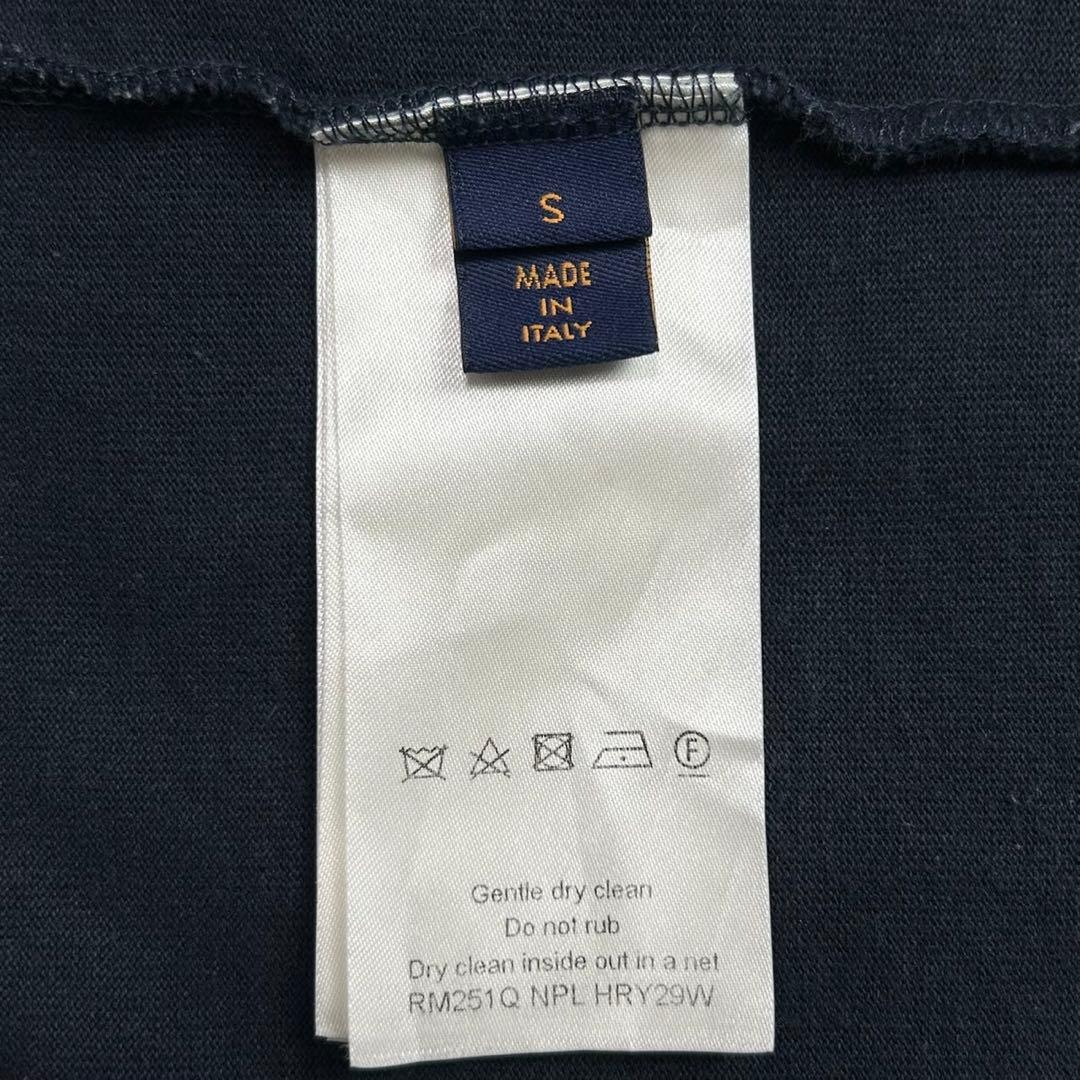 S
MADE
IN
ITALY
F
Gentle dry clean
Do not rub
Dry clean inside out in a net
RM251Q NPL HRY29W